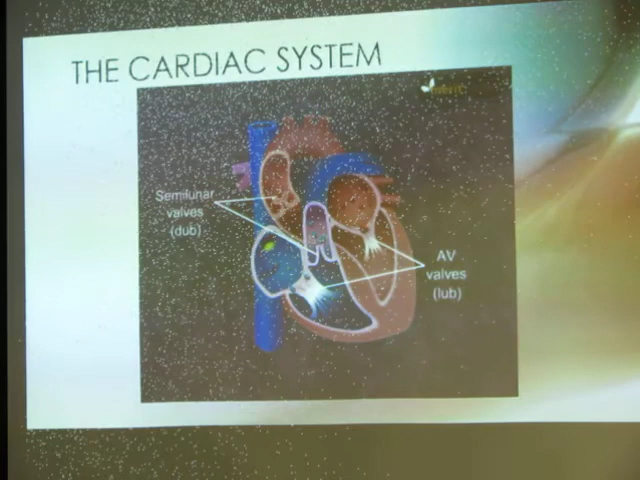 THE CARDIAC SYSTEM
Semilunar
valves
(dub)
AV
valves
(lub)